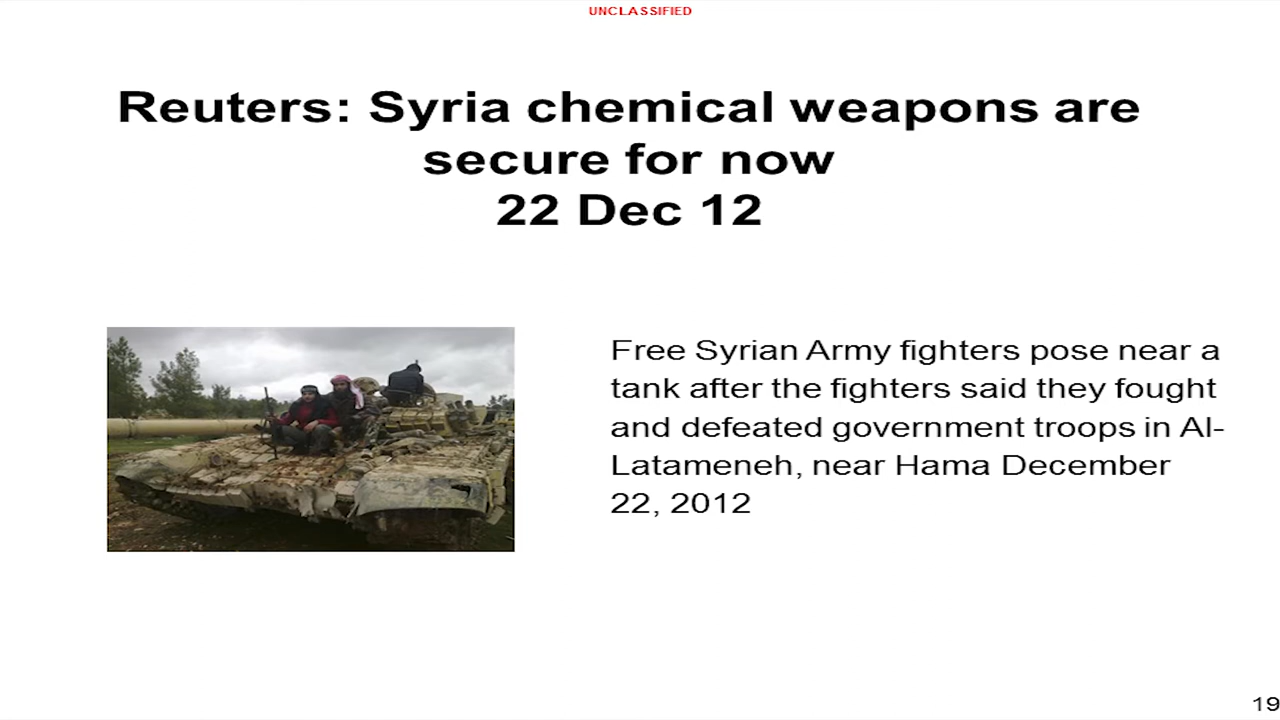 UNCLASSIFIED
Reuters: Syria chemical weapons are
secure for now
22 Dec 12
Free Syrian Army fighters pose near a
tank after the fighters said they fought
and defeated government troops in Al-
Latameneh, near Hama December
22, 2012
19